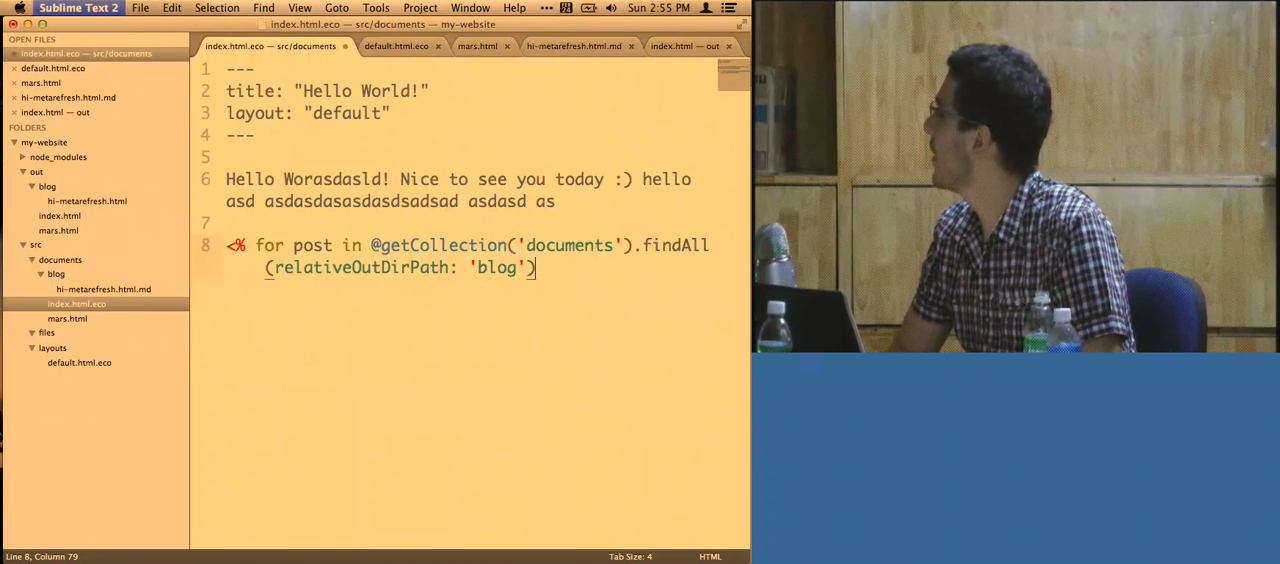 Sublime Text 2 File Edit Selection Find View Goto Tools Project Window Help Sun 2:55 PM
index.html.eco — src/documents — my-website
OPEN FILES
index.html.eco — src/documents
default.html.eco
mars.html
hi-metarefresh.html.md
index.html — out
FOLDERS
my-website
node_modules
out
blog
hi-metarefresh.html
index.html
mars.html
src
documents
blog
hi-metarefresh.html.md
index.html.eco
mars.html
files
layouts
default.html.eco
index.html.eco — src/documents default.html.eco mars.html hi-metarefresh.html.md index.html — out
1 ---
2 title: "Hello World!"
3 layout: "default"
4 ---
5
6 Hello Worasdasld! Nice to see you today :) hello
asd asdasdasasdasdsadsad asdasd as
7
8 <% for post in @getCollection('documents').findAll
(relativeOutDirPath: 'blog')
Line 8, Column 79 Tab Size: 4 HTML